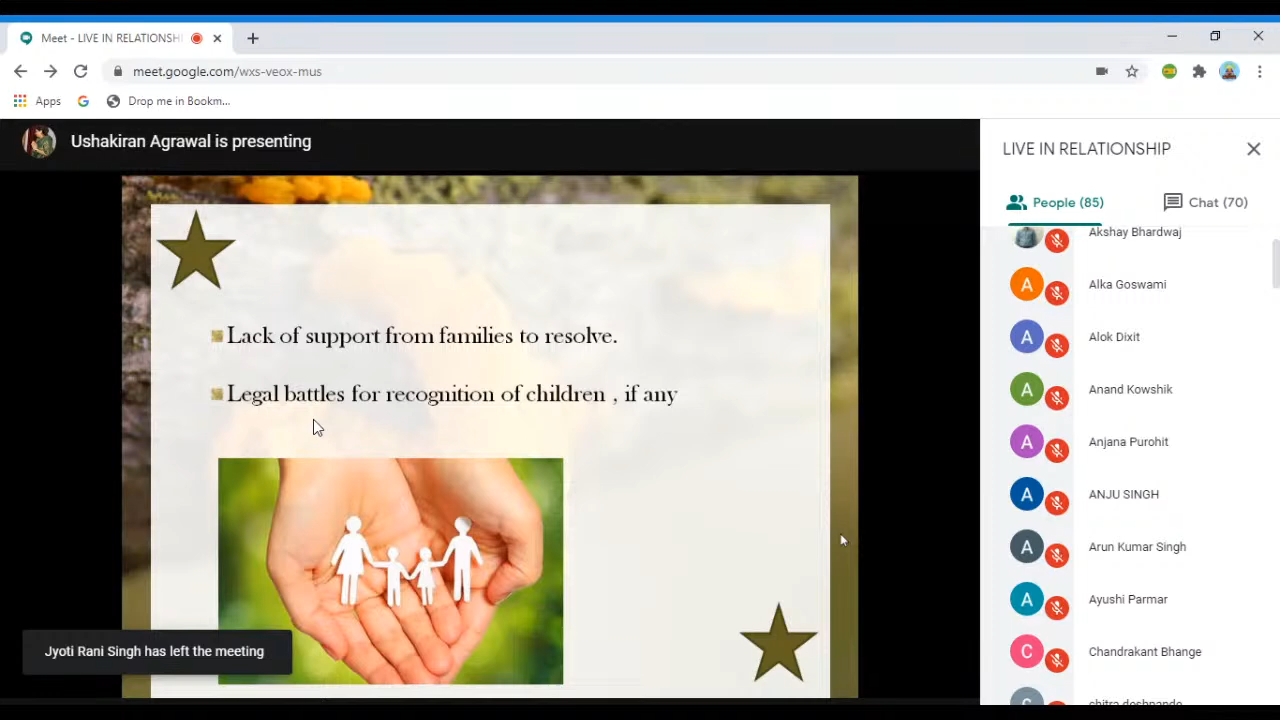 Meet - LIVE IN RELATIONSH
meet.google.com/wxs-veox-mus
Apps
Drop me in Bookm...
Ushakiran Agrawal is presenting
Lack of support from families to resolve.
Legal battles for recognition of children , if any
Jyoti Rani Singh has left the meeting
LIVE IN RELATIONSHIP
People (85)
Chat (70)
Akshay Bhardwaj
A
Alka Goswami
A
Alok Dixit
A
Anand Kowshik
A
Anjana Purohit
A
ANJU SINGH
A
Arun Kumar Singh
A
Ayushi Parmar
C
Chandrakant Bhange
chitra deshpande